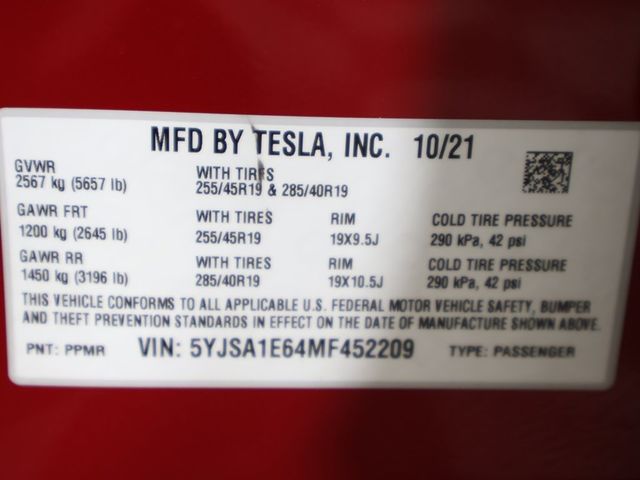 MFD BY TESLA, INC. 10/21
GVWR
2567 kg (5657 lb)
WITH TIRES
255/45R19 & 285/40R19
GAWR FRT
1200 kg (2645 lb)
WITH TIRES
255/45R19
RIM
19X9.5J
COLD TIRE PRESSURE
290 kPa, 42 psi
GAWR RR
1450 kg (3196 lb)
WITH TIRES
285/40R19
RIM
19X10.5J
COLD TIRE PRESSURE
290 kPa, 42 psi
THIS VEHICLE CONFORMS TO ALL APPLICABLE U.S. FEDERAL MOTOR VEHICLE SAFETY, BUMPER
AND THEFT PREVENTION STANDARDS IN EFFECT ON THE DATE OF MANUFACTURE SHOWN ABOVE.
PNT: PPMR VIN: 5YJSA1E64MF452209 TYPE: PASSENGER